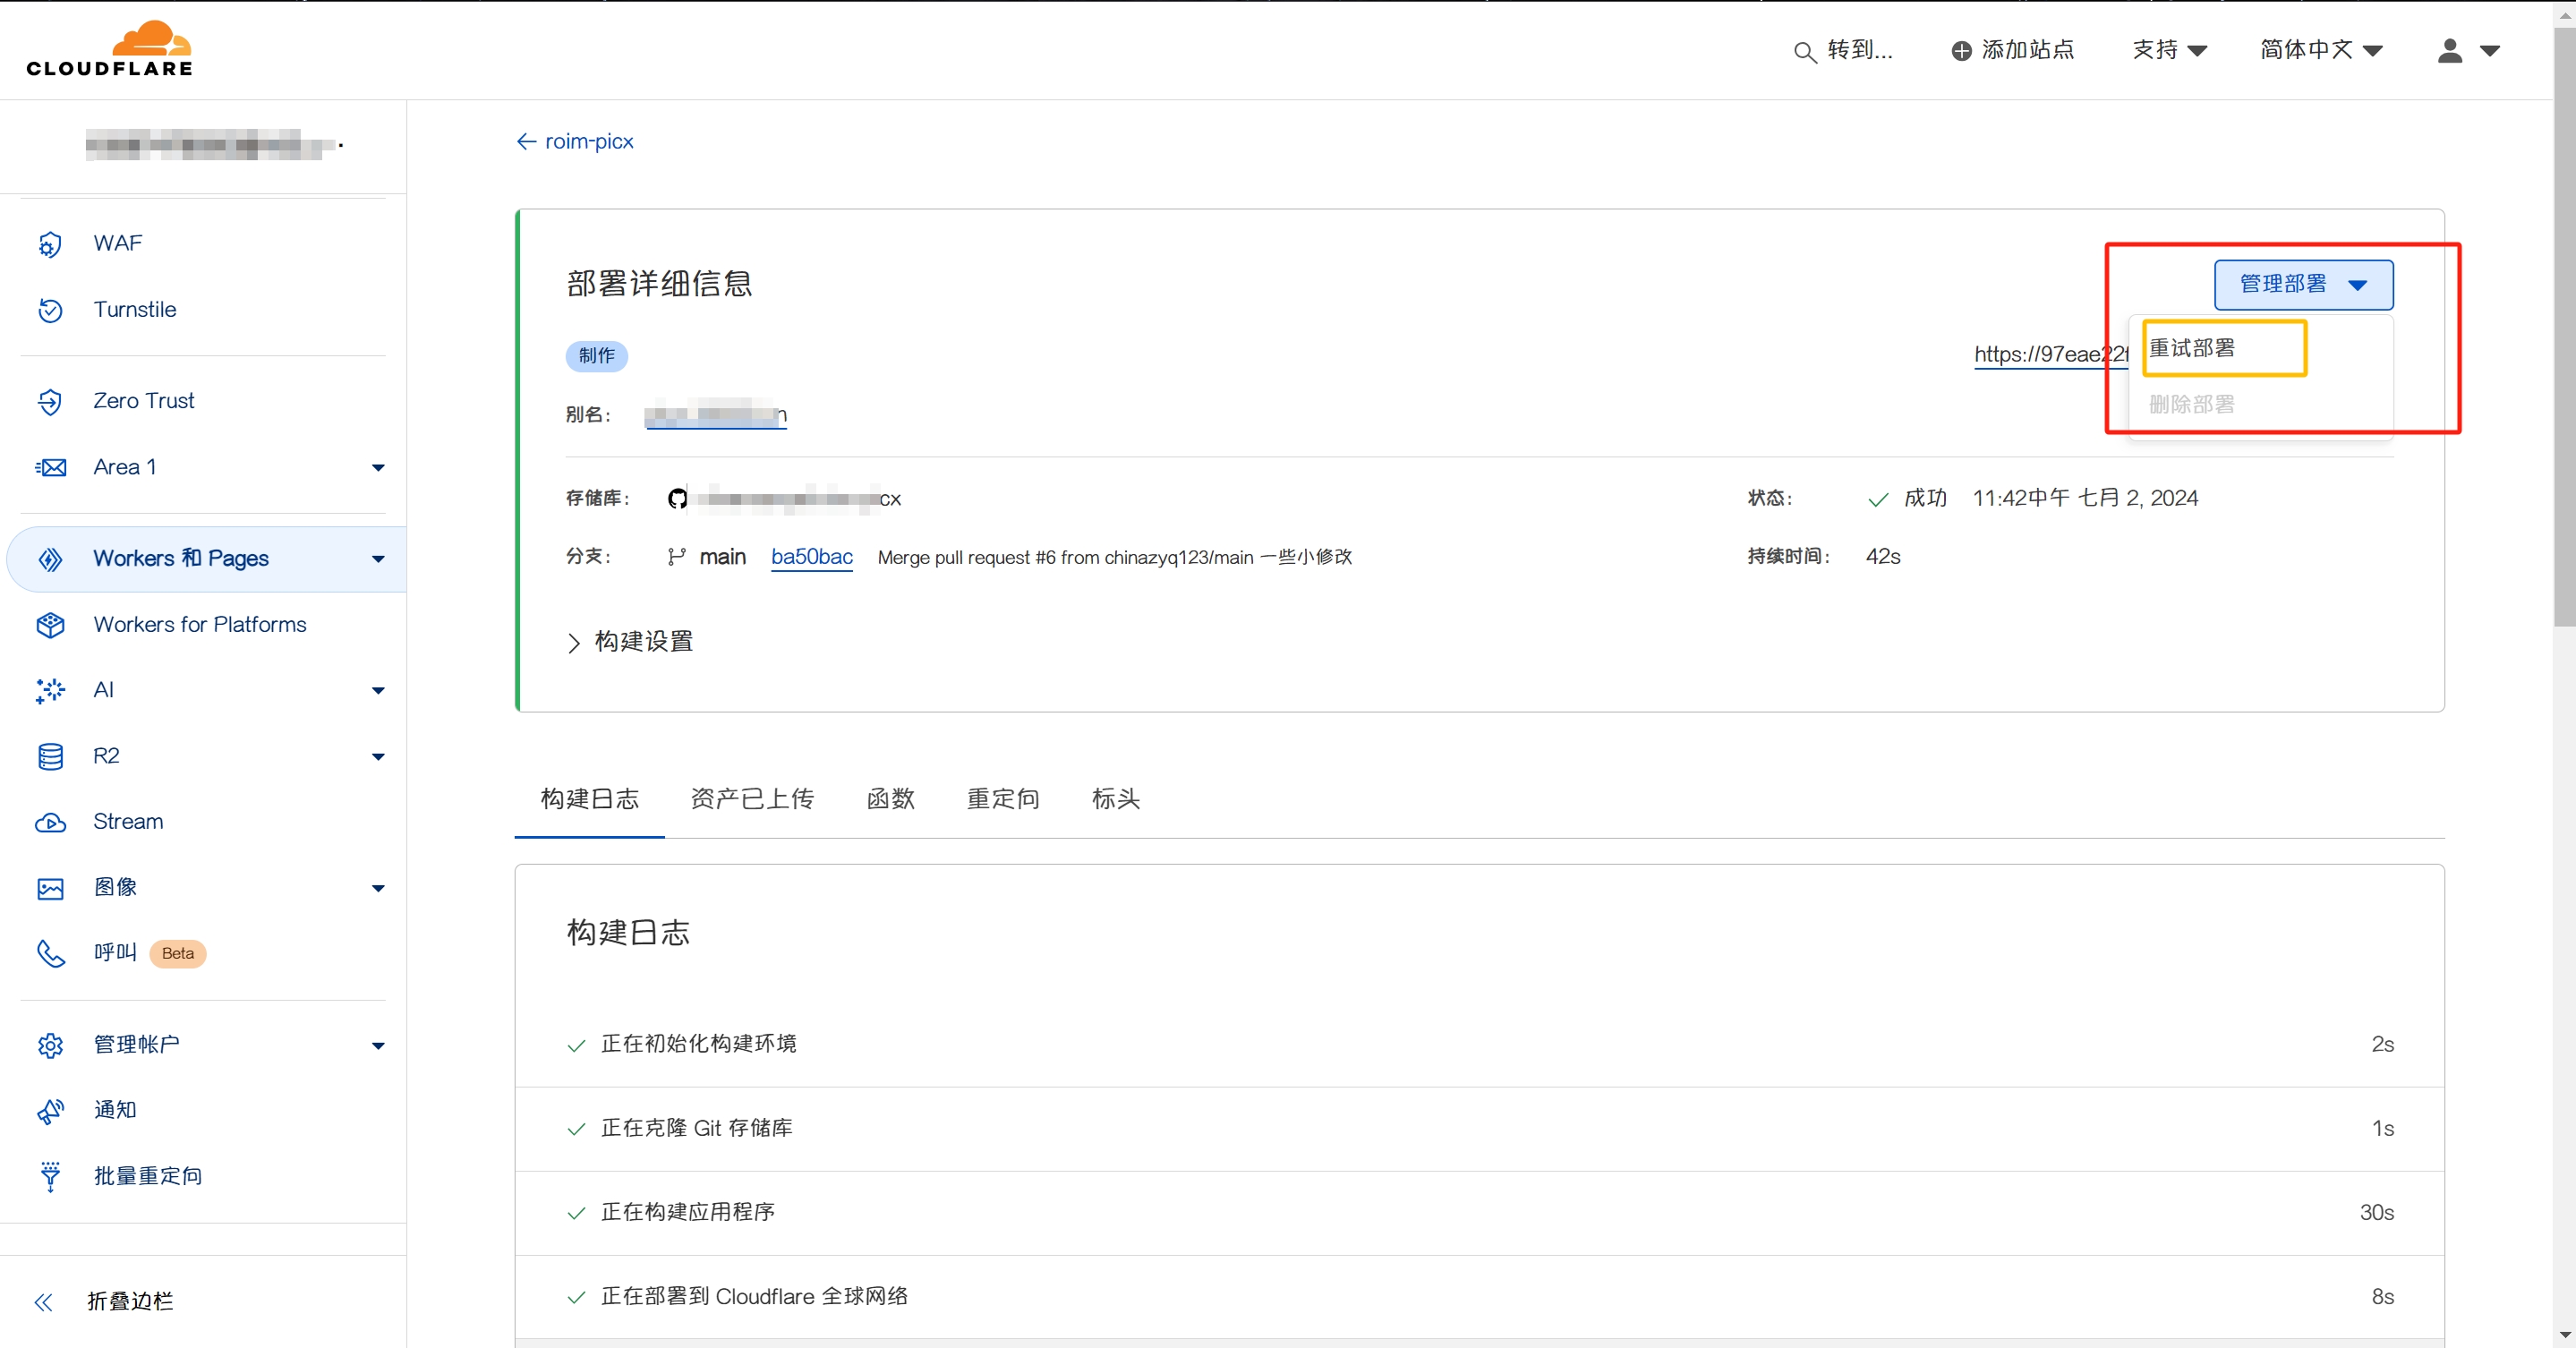 CLOUDFLARE
转到...
添加站点
支持
简体中文
WAF
Turnstile
Zero Trust
Area 1
Workers 和 Pages
Workers for Platforms
AI
R2
Stream
图像
呼叫 Beta
管理帐户
通知
批量重定向
折叠边栏
roim-picx
部署详细信息
管理部署
重试部署
删除部署
制作
https://97eae22f
别名:
n
存储库:
cx
状态:
成功 11:42中午 七月 2, 2024
分支:
main ba50bac Merge pull request #6 from chinazyq123/main 一些小修改
持续时间:
42s
构建设置
构建日志
资产已上传
函数
重定向
标头
构建日志
正在初始化构建环境 2s
正在克隆 Git 存储库 1s
正在构建应用程序 30s
正在部署到 Cloudflare 全球网络 8s